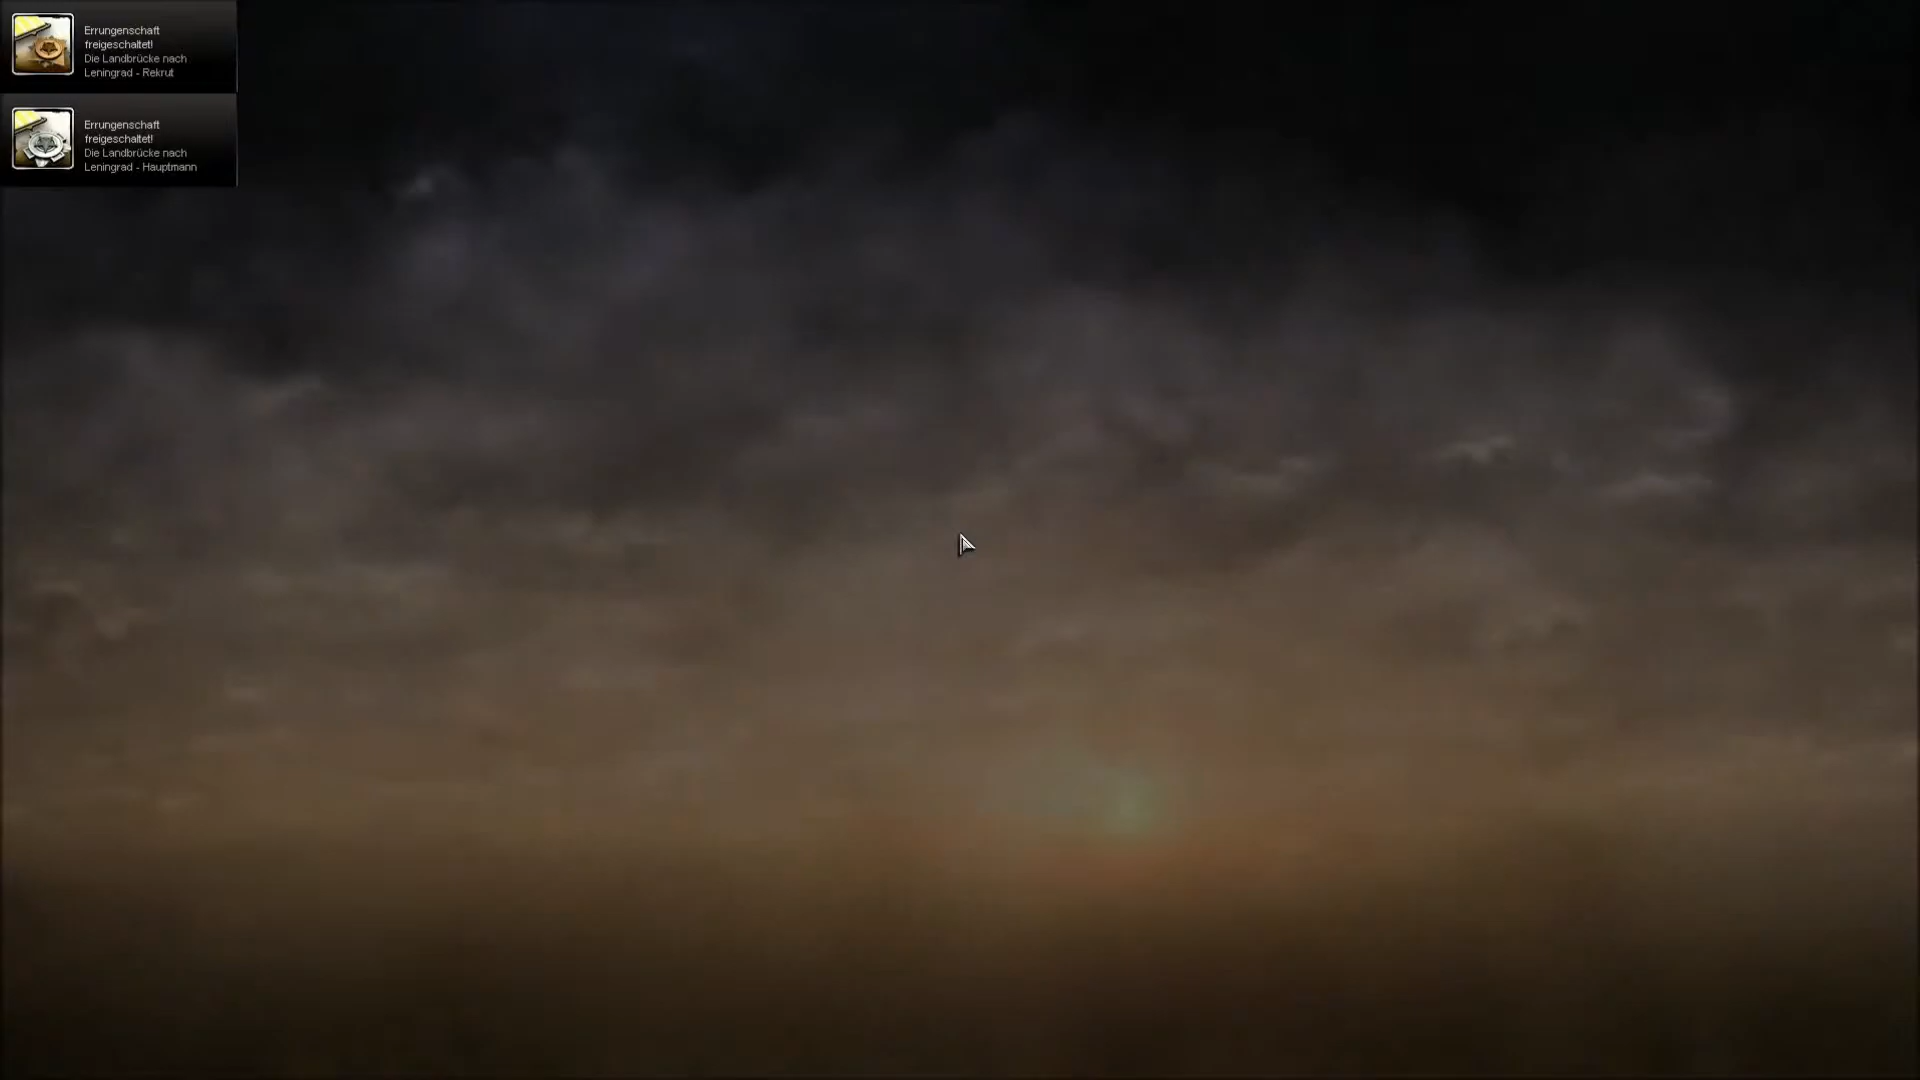 Errungenschaft
freigeschaltet!
Die Landbrücke nach
Leningrad - Rekrut
Errungenschaft
freigeschaltet!
Die Landbrücke nach
Leningrad - Hauptmann